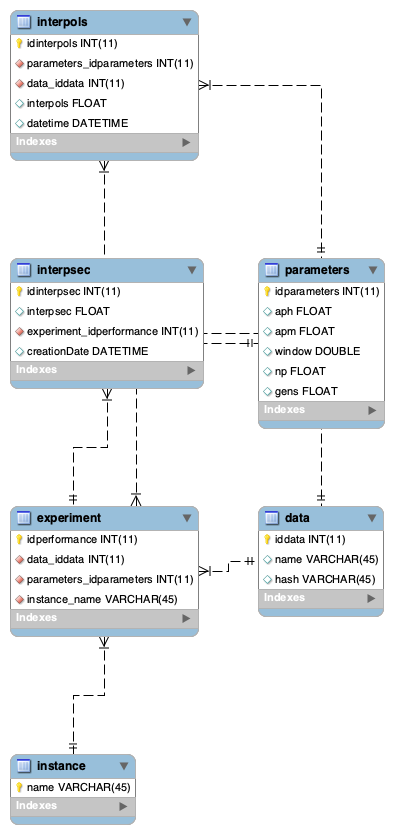 interpols
idinterpols INT(11)
parameters_idparameters INT(11)
data_iddata INT(11)
interpols FLOAT
datetime DATETIME
Indexes
interpsec
idinterpsec INT(11)
interpsec FLOAT
experiment_idperformance INT(11)
creationDate DATETIME
Indexes
parameters
idparameters INT(11)
aph FLOAT
apm FLOAT
window DOUBLE
np FLOAT
gens FLOAT
Indexes
experiment
idperformance INT(11)
data_iddata INT(11)
parameters_idparameters INT(11)
instance_name VARCHAR(45)
Indexes
data
iddata INT(11)
name VARCHAR(45)
hash VARCHAR(45)
Indexes
instance
name VARCHAR(45)
Indexes